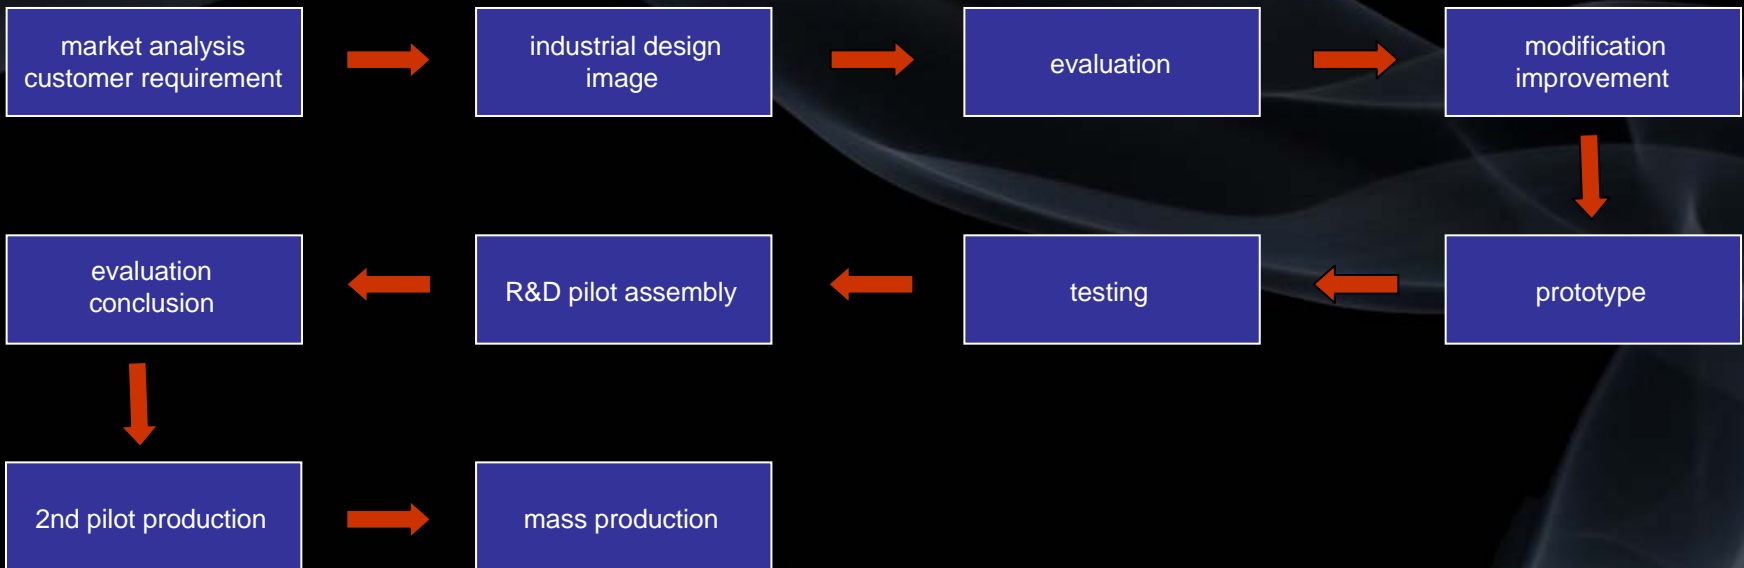 market analysis
customer requirement
industrial design
image
evaluation
modification
improvement
prototype
testing
R&D pilot assembly
evaluation
conclusion
2nd pilot production
mass production